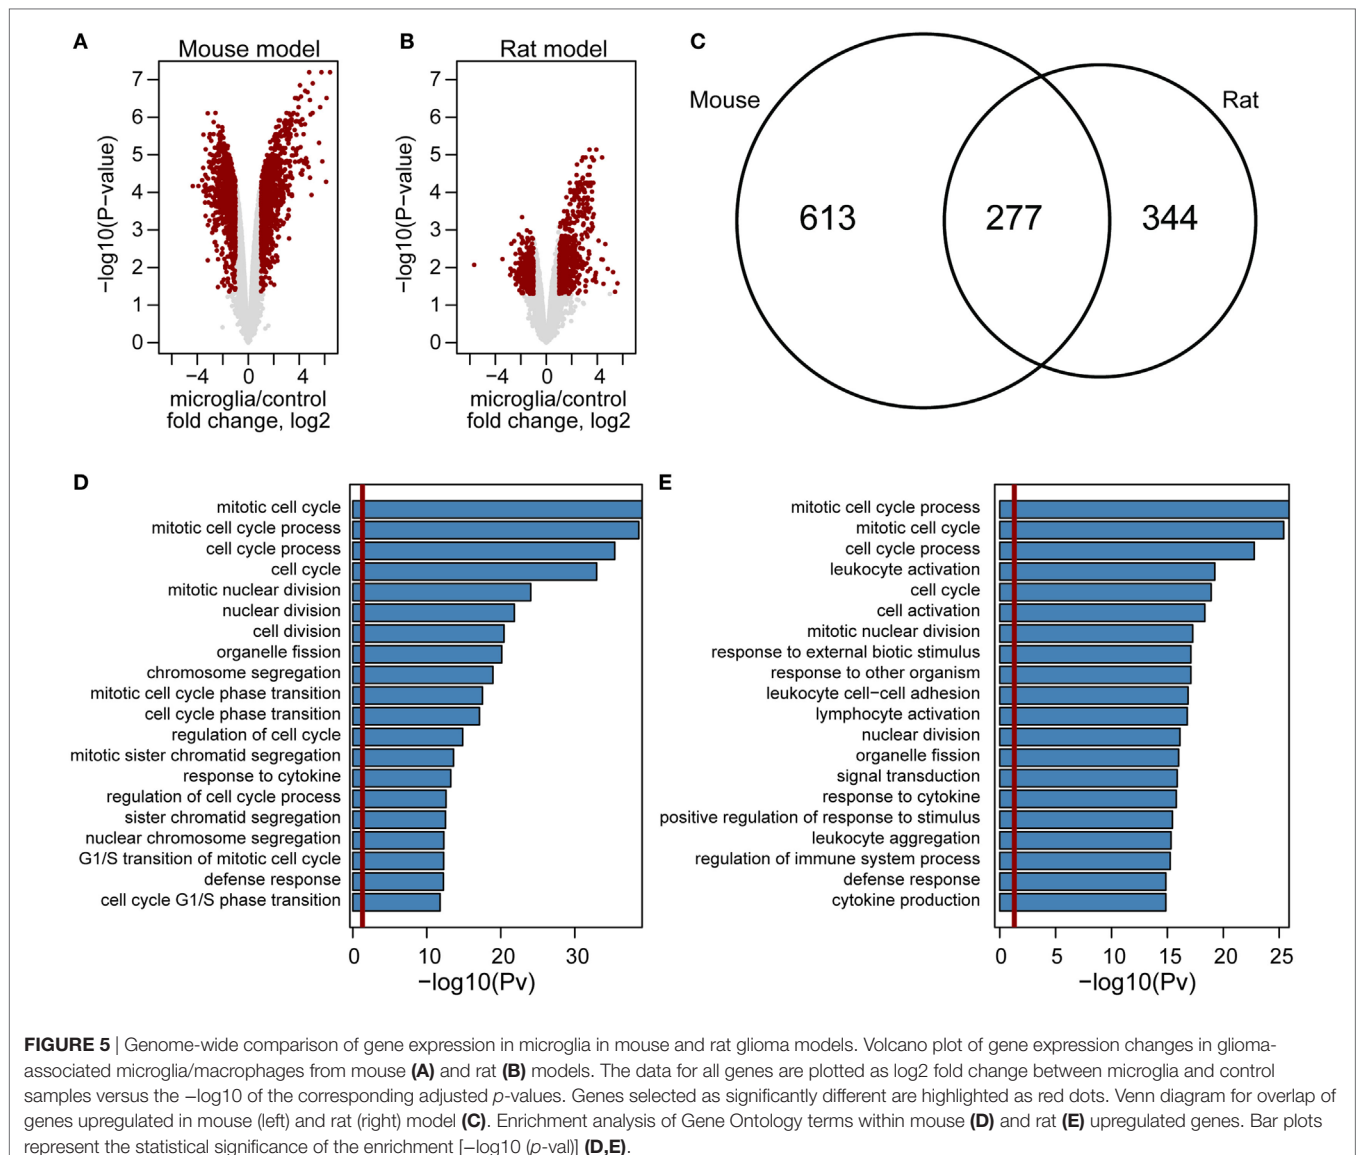 A
Mouse model
−log10(P−value)
7
6
5
4
3
2
1
0
−4 0 4
microglia/control
fold change, log2
B
Rat model
−log10(P−value)
7
6
5
4
3
2
1
0
−4 0 4
microglia/control
fold change, log2
C
Mouse
Rat
613 277 344
D
mitotic cell cycle
mitotic cell cycle process
cell cycle process
cell cycle
mitotic nuclear division
nuclear division
cell division
organelle fission
chromosome segregation
mitotic cell cycle phase transition
cell cycle phase transition
regulation of cell cycle
mitotic sister chromatid segregation
response to cytokine
regulation of cell cycle process
sister chromatid segregation
nuclear chromosome segregation
G1/S transition of mitotic cell cycle
defense response
cell cycle G1/S phase transition
0 10 20 30
−log10(Pv)
E
mitotic cell cycle process
mitotic cell cycle
cell cycle process
leukocyte activation
cell cycle
cell activation
mitotic nuclear division
response to external biotic stimulus
response to other organism
leukocyte cell−cell adhesion
lymphocyte activation
nuclear division
organelle fission
signal transduction
response to cytokine
positive regulation of response to stimulus
leukocyte aggregation
regulation of immune system process
defense response
cytokine production
0 5 10 15 20 25
−log10(Pv)
FIGURE 5 | Genome-wide comparison of gene expression in microglia in mouse and rat glioma models. Volcano plot of gene expression changes in glioma-
associated microglia/macrophages from mouse (A) and rat (B) models. The data for all genes are plotted as log2 fold change between microglia and control
samples versus the −log10 of the corresponding adjusted p-values. Genes selected as significantly different are highlighted as red dots. Venn diagram for overlap of
genes upregulated in mouse (left) and rat (right) model (C). Enrichment analysis of Gene Ontology terms within mouse (D) and rat (E) upregulated genes. Bar plots
represent the statistical significance of the enrichment [−log10 (p-val)] (D,E).